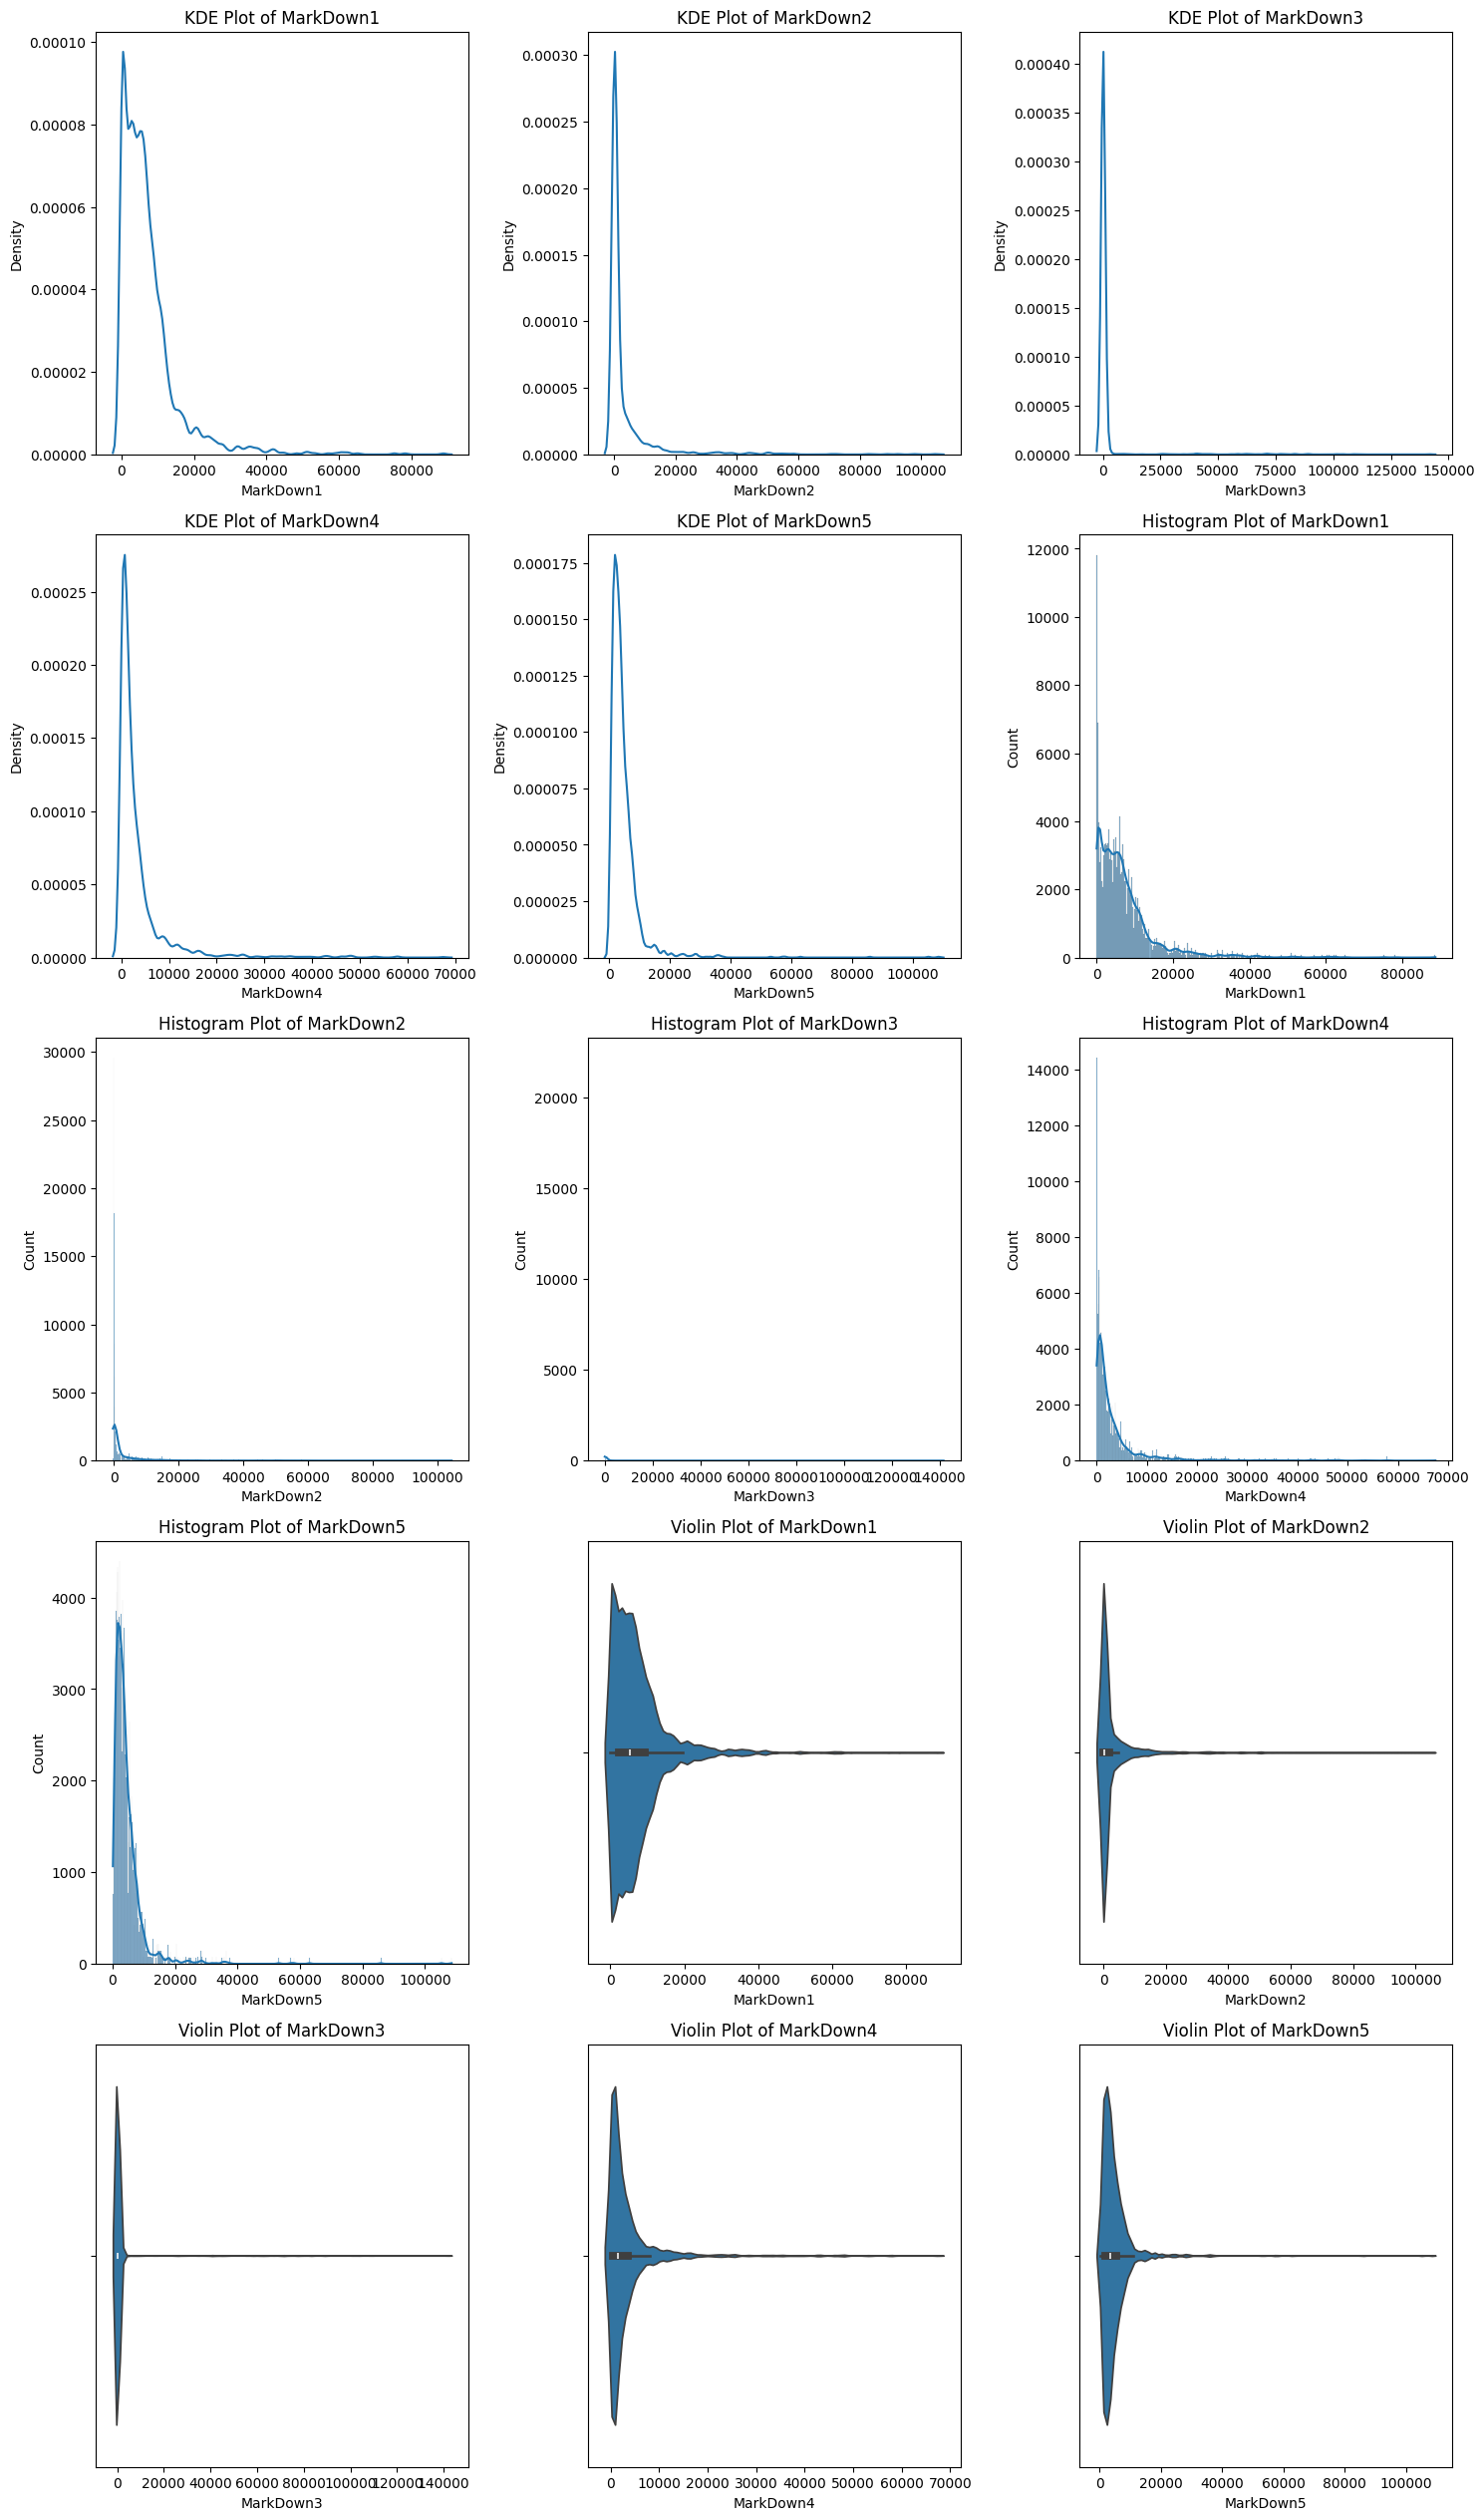 KDE Plot of MarkDown1
0.00010
0.00008
0.00006
0.00004
0.00002
0.00000
Density
0 20000 40000 60000 80000
MarkDown1
KDE Plot of MarkDown2
0.00030
0.00025
0.00020
0.00015
0.00010
0.00005
0.00000
Density
0 20000 40000 60000 80000 100000
MarkDown2
KDE Plot of MarkDown3
0.00040
0.00035
0.00030
0.00025
0.00020
0.00015
0.00010
0.00005
0.00000
Density
0 25000 50000 75000 100000 125000 150000
MarkDown3
KDE Plot of MarkDown4
0.00025
0.00020
0.00015
0.00010
0.00005
0.00000
Density
0 10000 20000 30000 40000 50000 60000 70000
MarkDown4
KDE Plot of MarkDown5
0.000175
0.000150
0.000125
0.000100
0.000075
0.000050
0.000025
0.000000
Density
0 20000 40000 60000 80000 100000
MarkDown5
Histogram Plot of MarkDown1
12000
10000
8000
6000
4000
2000
0
Count
0 20000 40000 60000 80000
MarkDown1
Histogram Plot of MarkDown2
30000
25000
20000
15000
10000
5000
0
Count
0 20000 40000 60000 80000 100000
MarkDown2
Histogram Plot of MarkDown3
20000
15000
10000
5000
0
Count
0 20000 40000 60000 80000 100000 120000 140000
MarkDown3
Histogram Plot of MarkDown4
14000
12000
10000
8000
6000
4000
2000
0
Count
0 10000 20000 30000 40000 50000 60000 70000
MarkDown4
Histogram Plot of MarkDown5
4000
3000
2000
1000
0
Count
0 20000 40000 60000 80000 100000
MarkDown5
Violin Plot of MarkDown1
0 20000 40000 60000 80000
MarkDown1
Violin Plot of MarkDown2
0 20000 40000 60000 80000 100000
MarkDown2
Violin Plot of MarkDown3
0 20000 40000 60000 80000 100000 120000 140000
MarkDown3
Violin Plot of MarkDown4
0 10000 20000 30000 40000 50000 60000 70000
MarkDown4
Violin Plot of MarkDown5
0 20000 40000 60000 80000 100000
MarkDown5